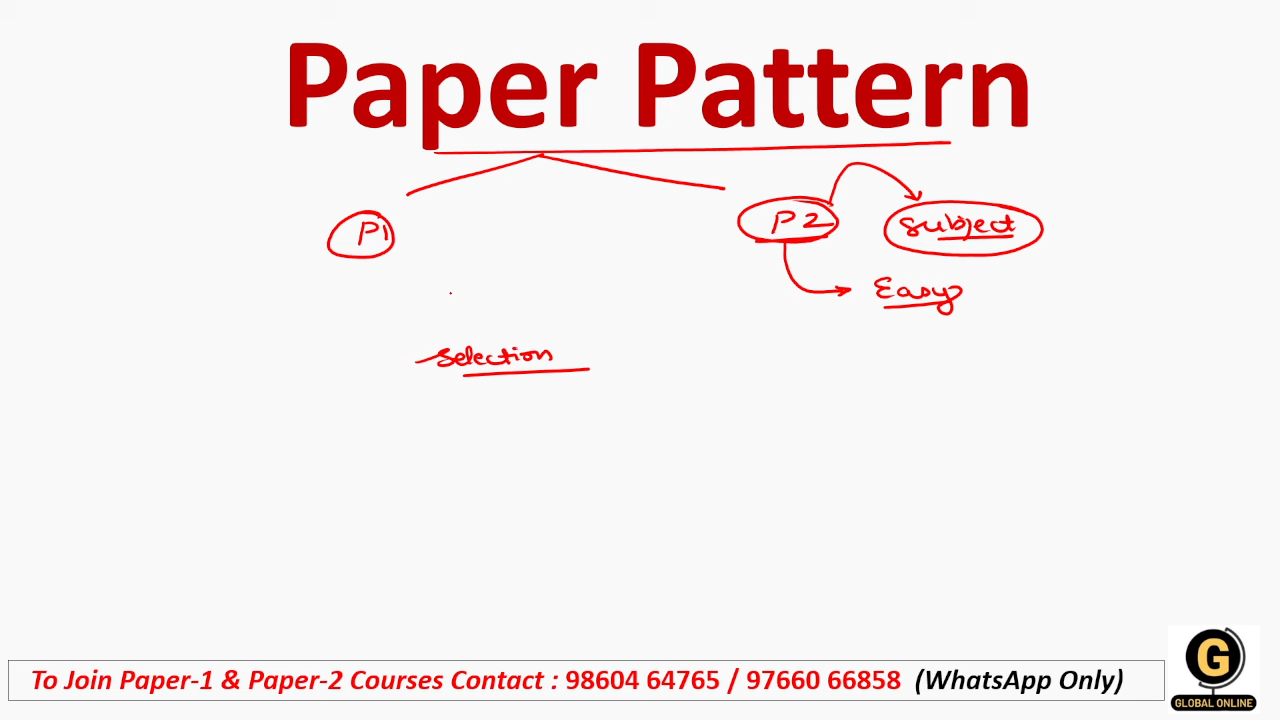 Paper Pattern
P1
P2
Subject
Easy
Selection
To Join Paper-1 & Paper-2 Courses Contact : 98604 64765 / 97660 66858 (WhatsApp Only)
G
GLOBAL ONLINE